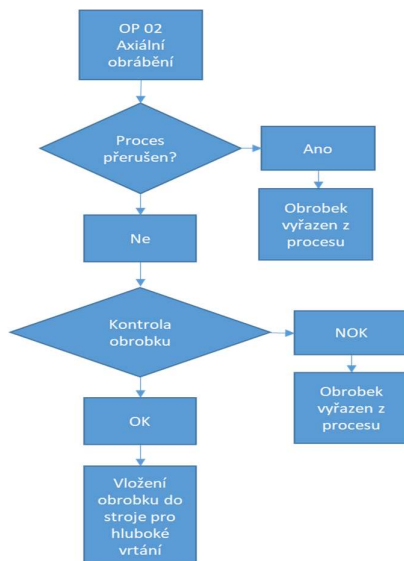 OP 02
Axiální
obrábění
Proces
přerušen?
Ano
Obrobek
vyřazen z
procesu
Ne
Kontrola
obrobku
NOK
Obrobek
vyřazen z
procesu
OK
Vložení
obrobku do
stroje pro
hluboké
vrtání